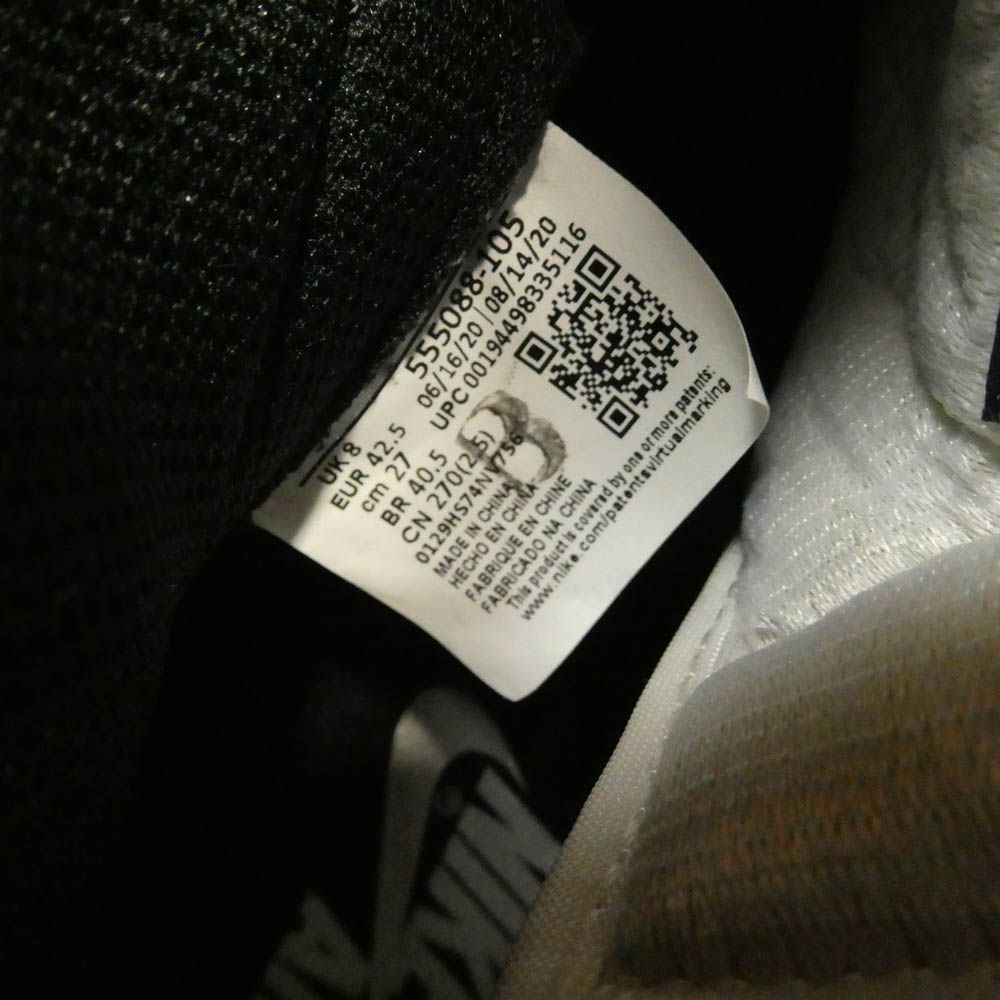 555088-105
06/16/20 | 08/14/20
UPC 00194498335116
UK 8
EUR 42.5
cm 27
BR 40.5
CN 270(2.5)
B
MADE IN CHINA
HECHO EN CHINA
FABRIQUE EN CHINE
FABRICADO NA CHINA
This product is covered by one or more patents:
www.nike.com/patentsvirtualmarking
NIKE